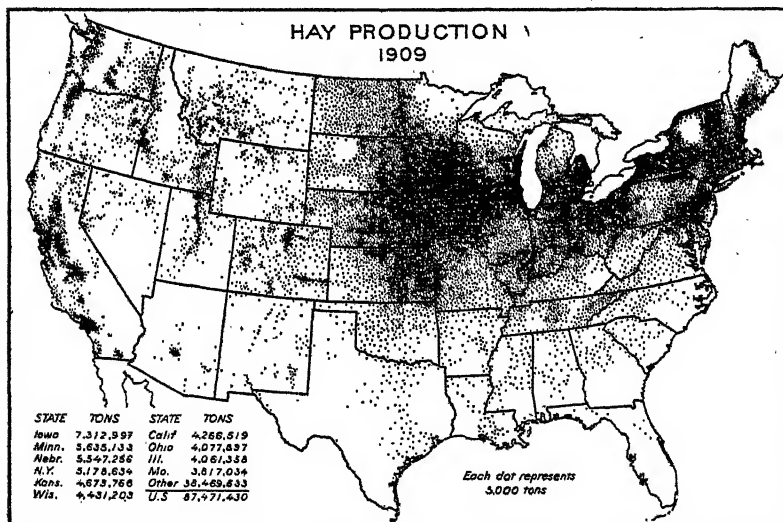 HAY PRODUCTION
1909
STATE TONS STATE TONS
Iowa 7,312,997 Calif 4,266,519
Minn. 5,635,133 Ohio 4,077,897
Nebr. 5,547,256 Ill. 4,061,358
N.Y. 5,178,634 Mo. 3,817,034
Kans. 4,673,766 Other 38,469,633
Wis. 4,431,203 U.S 87,471,430
Each dot represents
5,000 tons